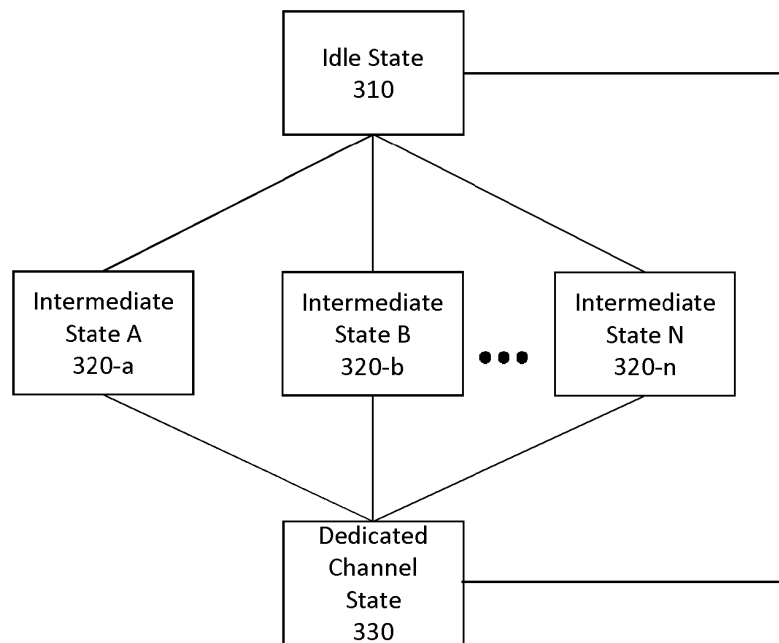 Idle State
310
Intermediate
State A
320-a
Intermediate
State B
320-b
Intermediate
State N
320-n
Dedicated
Channel
State
330